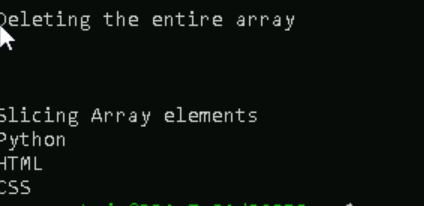 Deleting the entire array
Slicing Array elements
Python
HTML
CSS